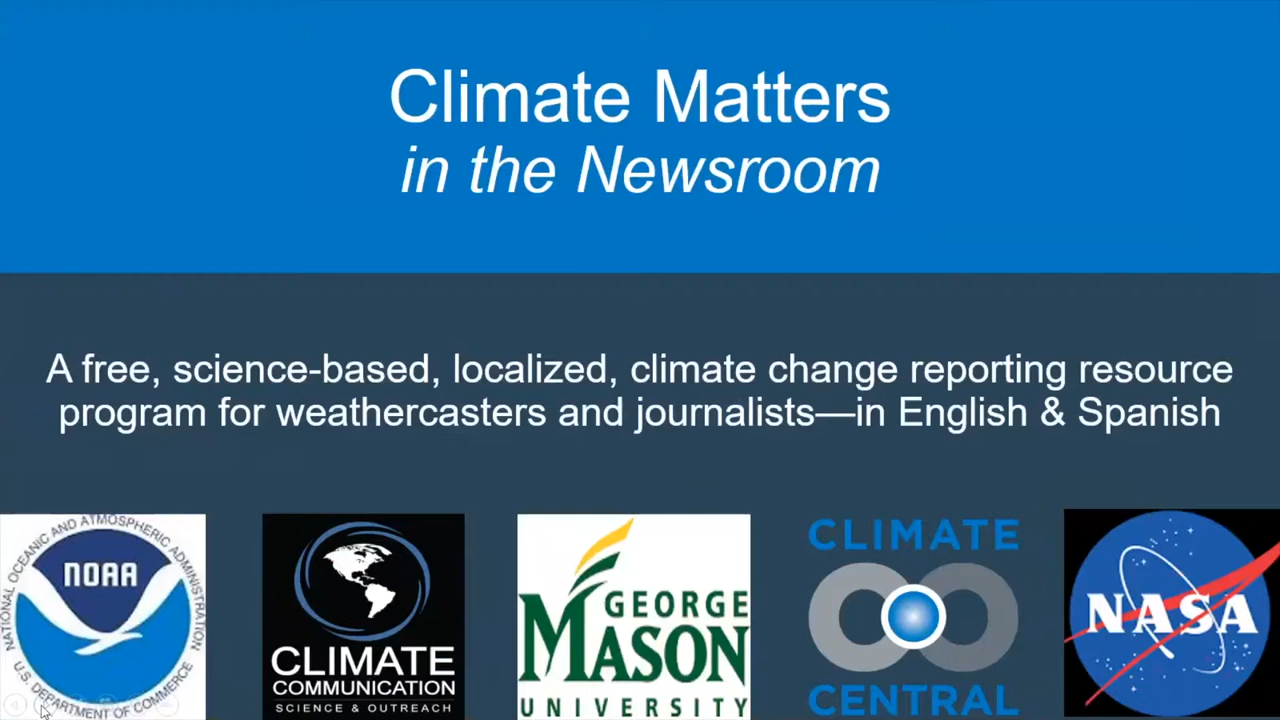 Climate Matters
in the Newsroom
A free, science-based, localized, climate change reporting resource
program for weathercasters and journalists—in English & Spanish
NATIONAL OCEANIC AND ATMOSPHERIC ADMINISTRATION
NOAA
U.S. DEPARTMENT OF COMMERCE
CLIMATE
COMMUNICATION
SCIENCE & OUTREACH
GEORGE
MASON
UNIVERSITY
CLIMATE
CENTRAL
NASA